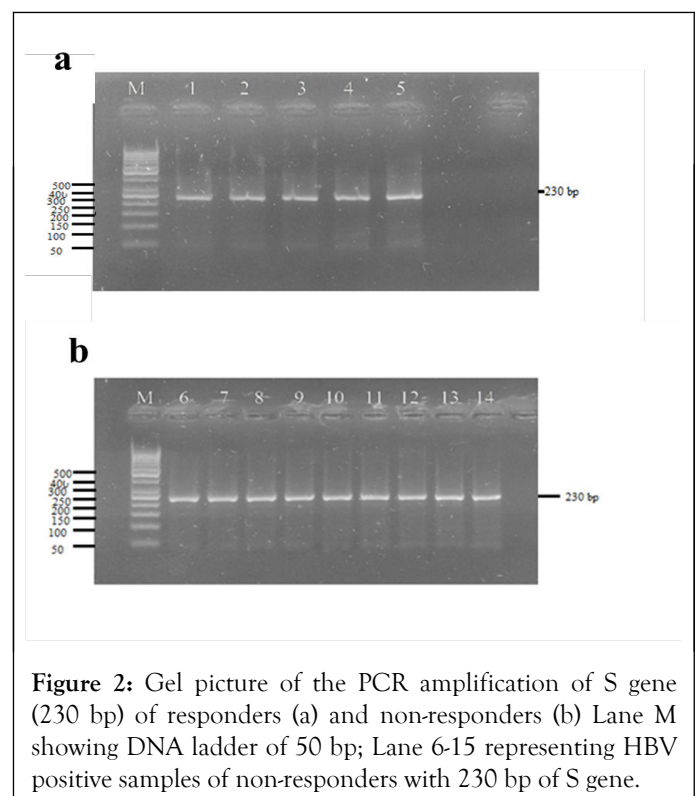 a
M 1 2 3 4 5
500
400
300
250
200
150
100
50
230 bp
b
M 6 7 8 9 10 11 12 13 14
500
400
300
250
200
150
100
50
230 bp
Figure 2: Gel picture of the PCR amplification of S gene
(230 bp) of responders (a) and non-responders (b) Lane M
showing DNA ladder of 50 bp; Lane 6-15 representing HBV
positive samples of non-responders with 230 bp of S gene.